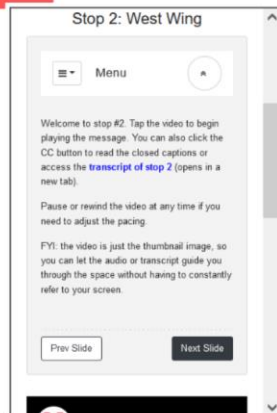 Stop 2: West Wing
Menu
Welcome to stop #2. Tap the video to begin
playing the message. You can also click the
CC button to read the closed captions or
access the transcript of stop 2 (opens in a
new tab).
Pause or rewind the video at any time if you
need to adjust the pacing.
FYI: the video is just the thumbnail image, so
you can let the audio or transcript guide you
through the space without having to constantly
refer to your screen.
Prev Slide
Next Slide